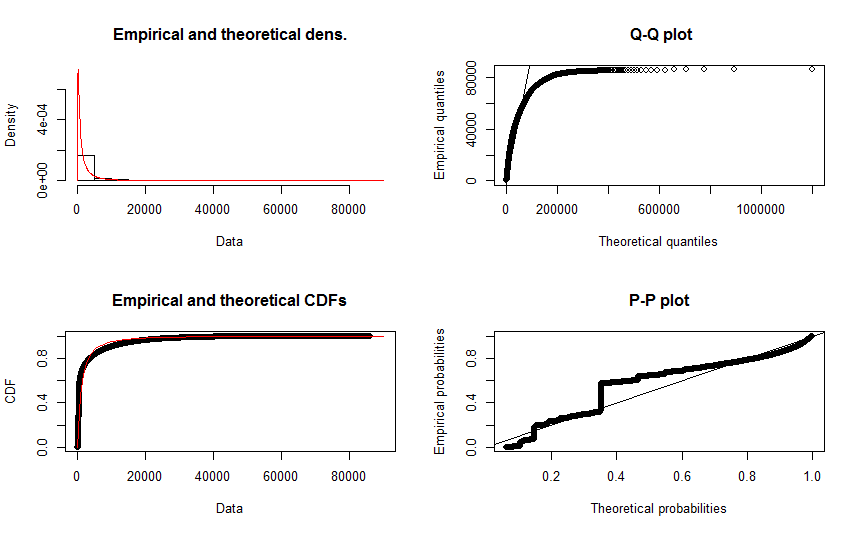 Empirical and theoretical dens.
Density
0e+00 4e-04
0 20000 40000 60000 80000
Data
Q-Q plot
Empirical quantiles
0 40000 80000
0 200000 600000 1000000
Theoretical quantiles
Empirical and theoretical CDFs
CDF
0.0 0.4 0.8
0 20000 40000 60000 80000
Data
P-P plot
Empirical probabilities
0.0 0.4 0.8
0.2 0.4 0.6 0.8 1.0
Theoretical probabilities